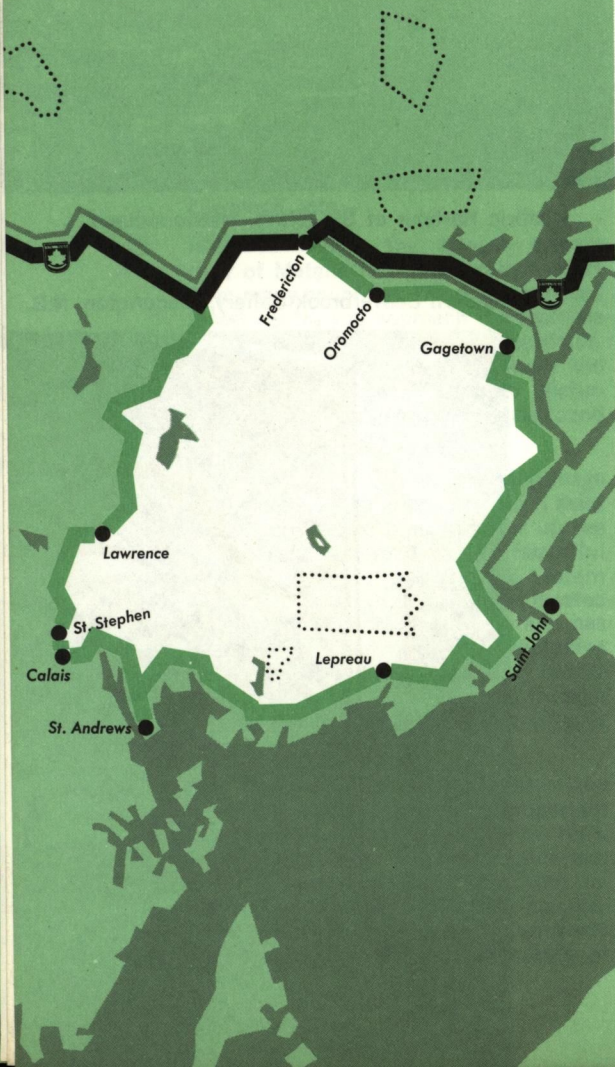 Fredericton
Oromocto
Gagetown
Lawrence
St. Stephen
Calais
Lepreau
Saint John
St. Andrews